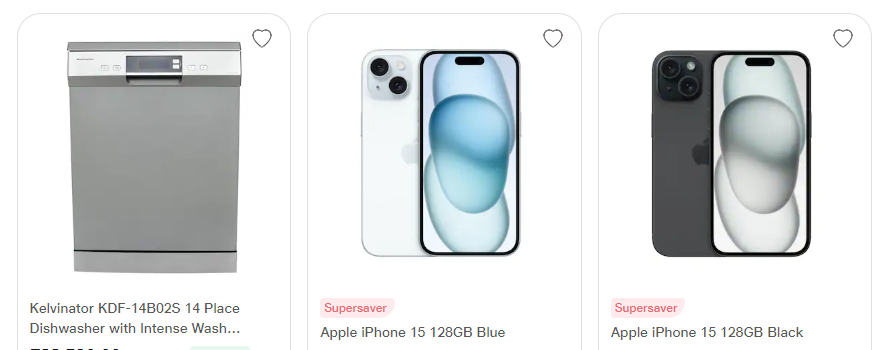 Kelvinator KDF-14B02S 14 Place
Dishwasher with Intense Wash...
Supersaver
Apple iPhone 15 128GB Blue
Supersaver
Apple iPhone 15 128GB Black